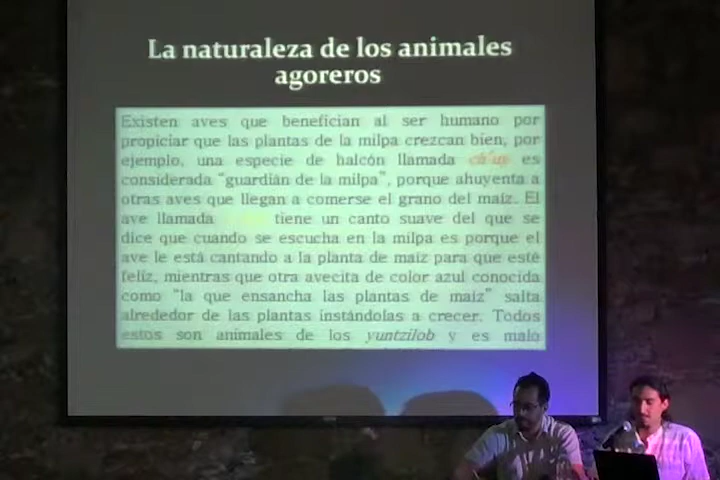 La naturaleza de los animales
agoreros
Existen aves que benefician al ser humano por
propiciar que las plantas de la milpa crezcan bien, por
ejemplo, una especie de halcón llamada es
considerada “guardián de la milpa”, porque ahuyenta a
otras aves que llegan a comerse el grano del maíz. El
ave llamada tiene un canto suave del que se
dice que cuando se escucha en la milpa es porque el
ave le está cantando a la planta de maíz para que esté
feliz, mientras que otra avecita de color azul conocida
como “la que ensancha las plantas de maíz” salta
alrededor de las plantas instándolas a crecer. Todos
estos son animales de los yuntzilob y es malo